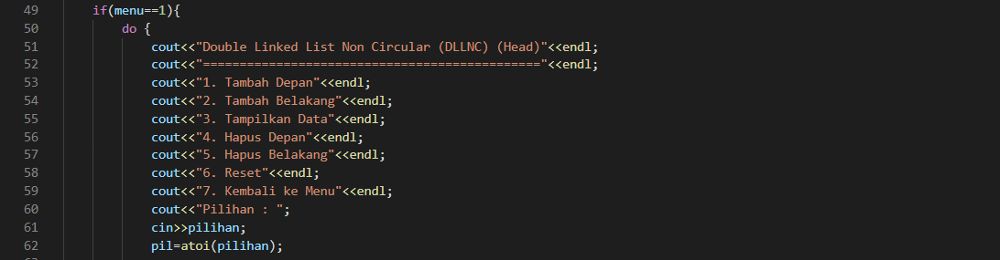 49 if(menu==1){
50 do {
51 cout<<"Double Linked List Non Circular (DLLNC) (Head)"<<endl;
52 cout<<"=============================================="<<endl;
53 cout<<"1. Tambah Depan"<<endl;
54 cout<<"2. Tambah Belakang"<<endl;
55 cout<<"3. Tampilkan Data"<<endl;
56 cout<<"4. Hapus Depan"<<endl;
57 cout<<"5. Hapus Belakang"<<endl;
58 cout<<"6. Reset"<<endl;
59 cout<<"7. Kembali ke Menu"<<endl;
60 cout<<"Pilihan : ";
61 cin>>pilihan;
62 pil=atoi(pilihan);